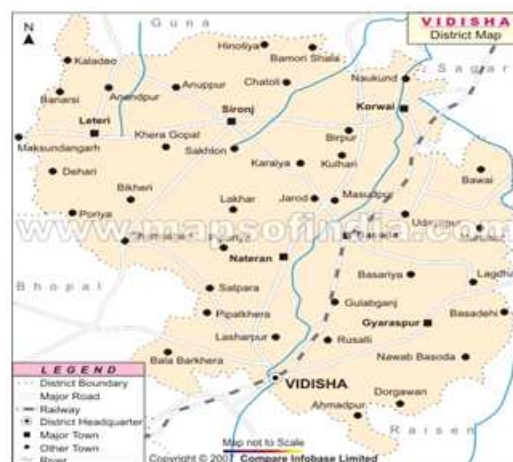 VIDISHA
District Map
N
Guna
Sagar
Hinotiya
Bamori Shala
Kaladeo
Naukund
Chatoli
Anuppur
Anandpur
Banarsi
Korwai
Sironj
Leteri
Birpur
Maksundangarh
Khera Gopal
Sakhlon
Kulhari
Karaiya
Dehari
Bawai
Bikheri
Lakhar
Jarod
Masudpur
Poriya
Udaypur
www.mapsofindia.com
Nateran
Basariya
Lagdha
Bhopal
Satpara
Gulabganj
Pipalkhera
Basadehi
Gyaraspur
Lasharpur
Rusalli
Bala Barkhera
Nawab Basoda
LEGEND
District Boundary
Major Road
Railway
District Headquarter
Major Town
Other Town
River
VIDISHA
Dorgawan
Ahmadpur
Raisen
Map not to Scale
Compare Infobase Limited